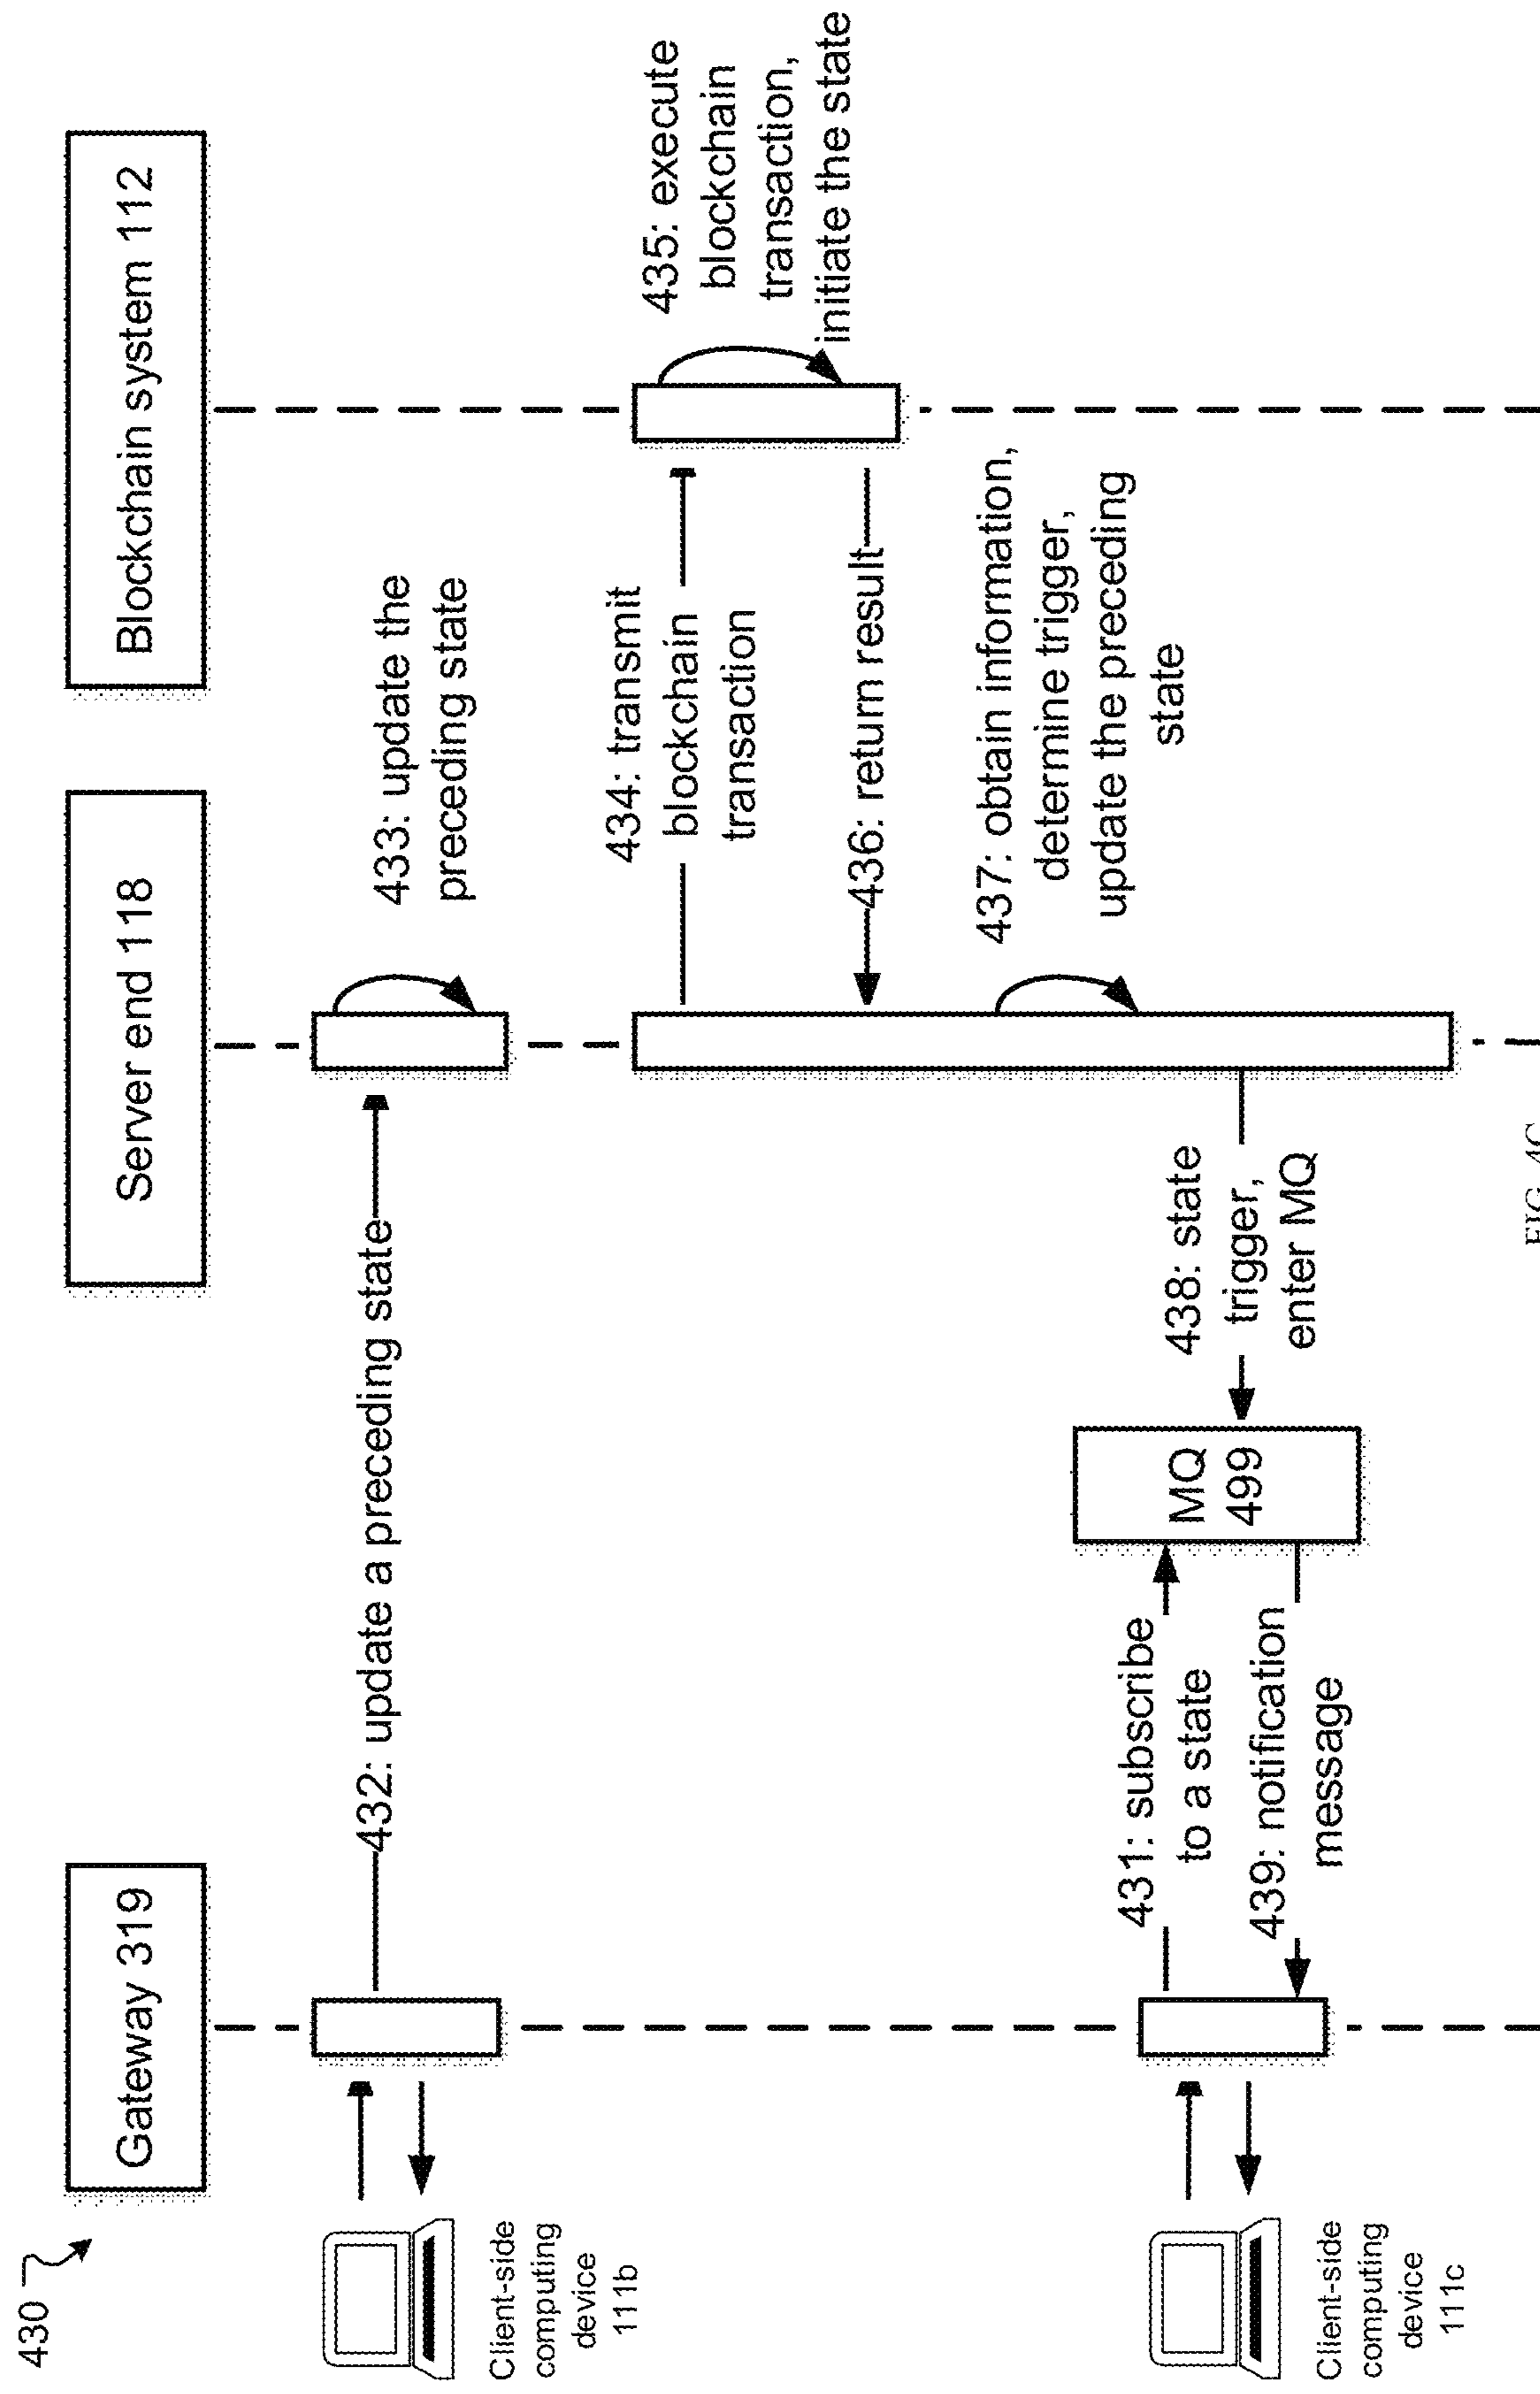 430
Gateway 319
Server end 118
Blockchain system 112
Client-side
computing
device
111b
432: update a preceding state
433: update the
preceding state
434: transmit
blockchain
transaction
435: execute
blockchain
transaction,
initiate the state
436: return result
437: obtain information,
determine trigger,
update the preceding
state
Client-side
computing
device
111c
431: subscribe
to a state
439: notification
message
MQ
499
438: state
trigger,
enter MQ
FIG. 4C